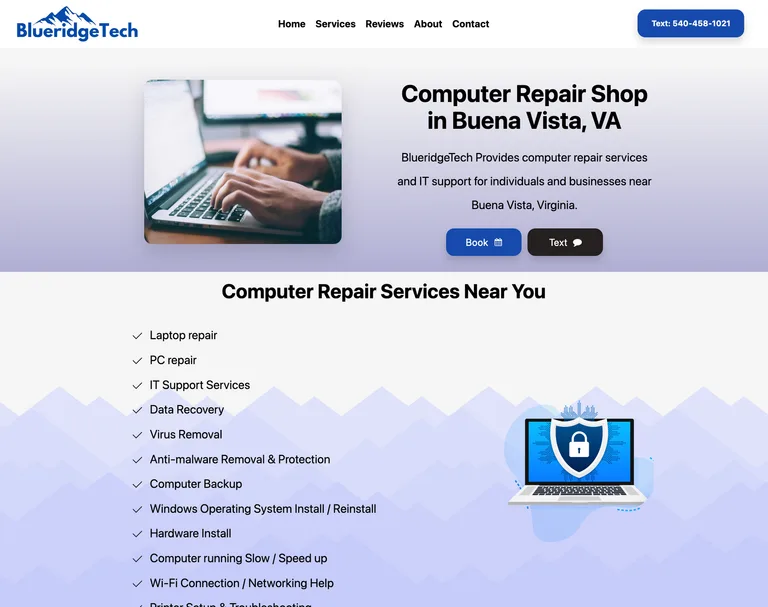 BlueridgeTech
Home Services Reviews About Contact
Text: 540-458-1021
Computer Repair Shop
in Buena Vista, VA
BlueridgeTech Provides computer repair services
and IT support for individuals and businesses near
Buena Vista, Virginia.
Book
Text
Computer Repair Services Near You
Laptop repair
PC repair
IT Support Services
Data Recovery
Virus Removal
Anti-malware Removal & Protection
Computer Backup
Windows Operating System Install / Reinstall
Hardware Install
Computer running Slow / Speed up
Wi-Fi Connection / Networking Help
Printer Setup & Troubleshooting